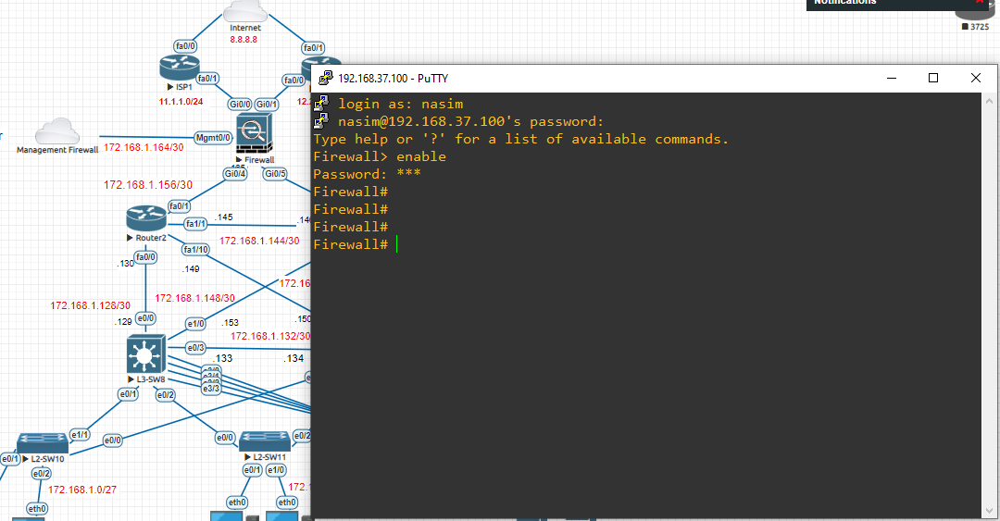 Notifications
3725
Internet
8.8.8.8
fa0/0
fa0/1
ISP1
fa0/1
fa0/0
11.1.1.0/24
Gi0/0
Gi0/1
12.2
Management Firewall
172.168.1.164/30
Mgmt0/0
Firewall
Gi0/4
Gi0/5
172.168.1.156/30
fa0/1
Router2
fa1/1
.145
.14
172.168.1.144/30
fa1/10
fa0/0
.130
.149
172.16
172.168.1.128/30
172.168.1.148/30
.129
e0/0
e1/0
.153
.150
172.168.1.132/30
e0/3
.133
.134
L3-SW8
e3/3
e0/1
e0/2
e1/1
e0/0
e0/0
e0/2
L2-SW10
L2-SW11
e0/1
e0/2
e0/1
e1/0
172.168.1.0/27
172.1
eth0
eth0
eth0
192.168.37.100 - PuTTY
login as: nasim
nasim@192.168.37.100's password:
Type help or '?' for a list of available commands.
Firewall> enable
Password: ***
Firewall#
Firewall#
Firewall#
Firewall#